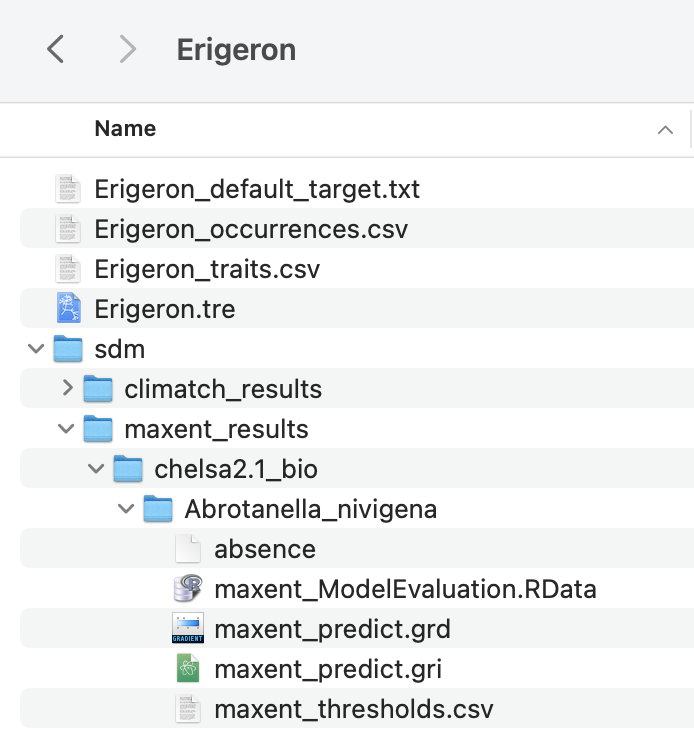 Erigeron
Name
Erigeron_default_target.txt
Erigeron_occurrences.csv
Erigeron_traits.csv
Erigeron.tre
sdm
climatch_results
maxent_results
chelsa2.1_bio
Abrotanella_nivigena
absence
maxent_ModelEvaluation.RData
GRADIENT
maxent_predict.grd
maxent_predict.gri
maxent_thresholds.csv